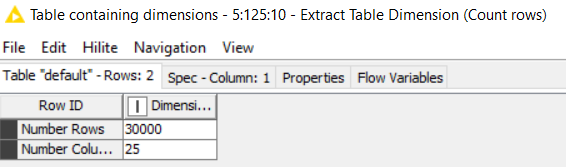 Table containing dimensions - 5:125:10 - Extract Table Dimension (Count rows)
File Edit Hilite Navigation View
Table "default" - Rows: 2 Spec - Column: 1 Properties Flow Variables
Row ID I Dimensi...
Number Rows 30000
Number Colu... 25